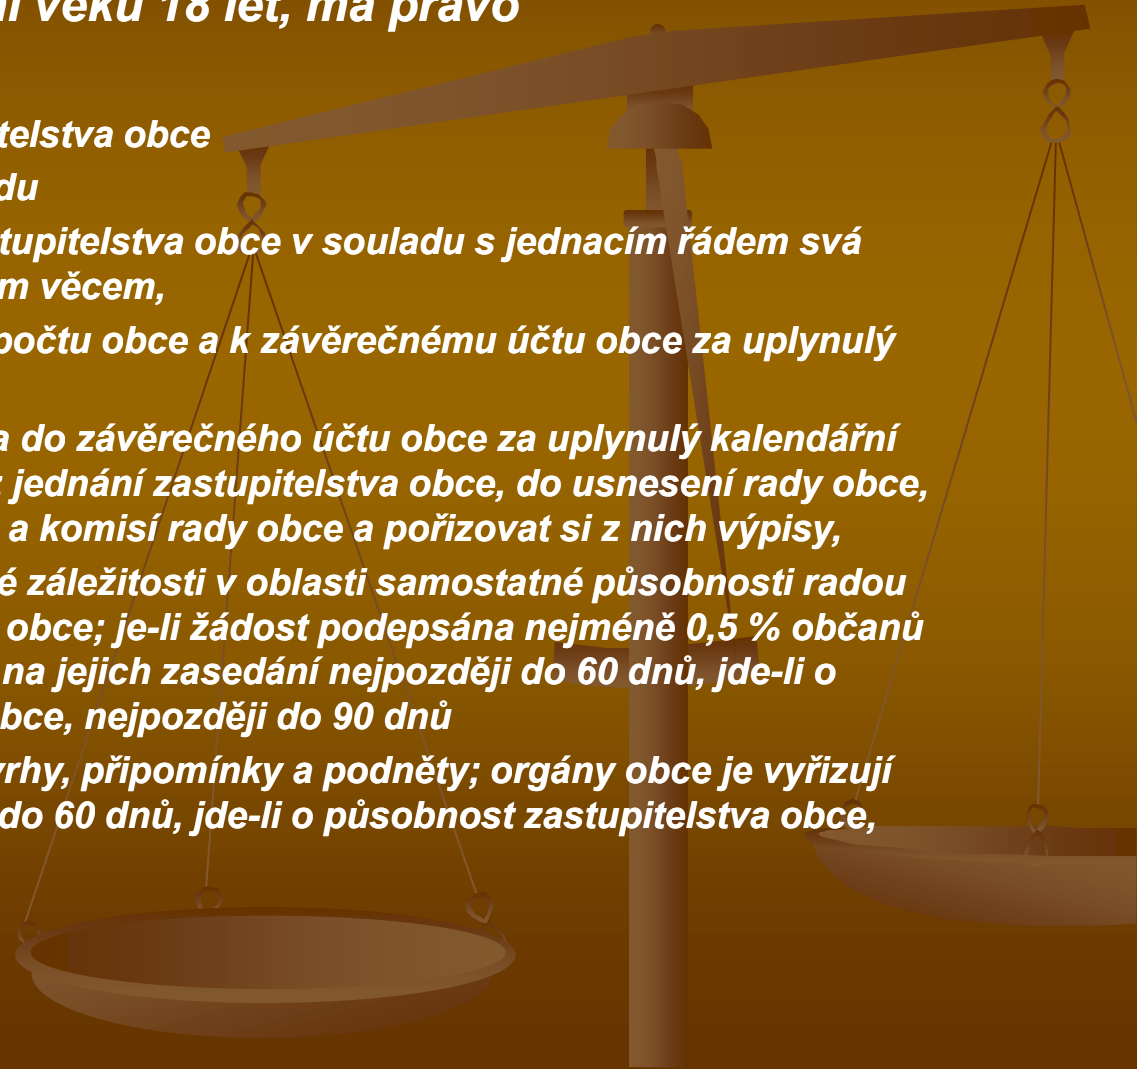 ní věku 18 let, má právo
telstva obce
du
tupitelstva obce v souladu s jednacím řádem svá
m věcem,
počtu obce a k závěrečnému účtu obce za uplynulý
a do závěrečného účtu obce za uplynulý kalendářní
z jednání zastupitelstva obce, do usnesení rady obce,
a komisí rady obce a pořizovat si z nich výpisy,
é záležitosti v oblasti samostatné působnosti radou
obce; je-li žádost podepsána nejméně 0,5 % občanů
na jejich zasedání nejpozději do 60 dnů, jde-li o
bce, nejpozději do 90 dnů
vrhy, připomínky a podněty; orgány obce je vyřizují
do 60 dnů, jde-li o působnost zastupitelstva obce,